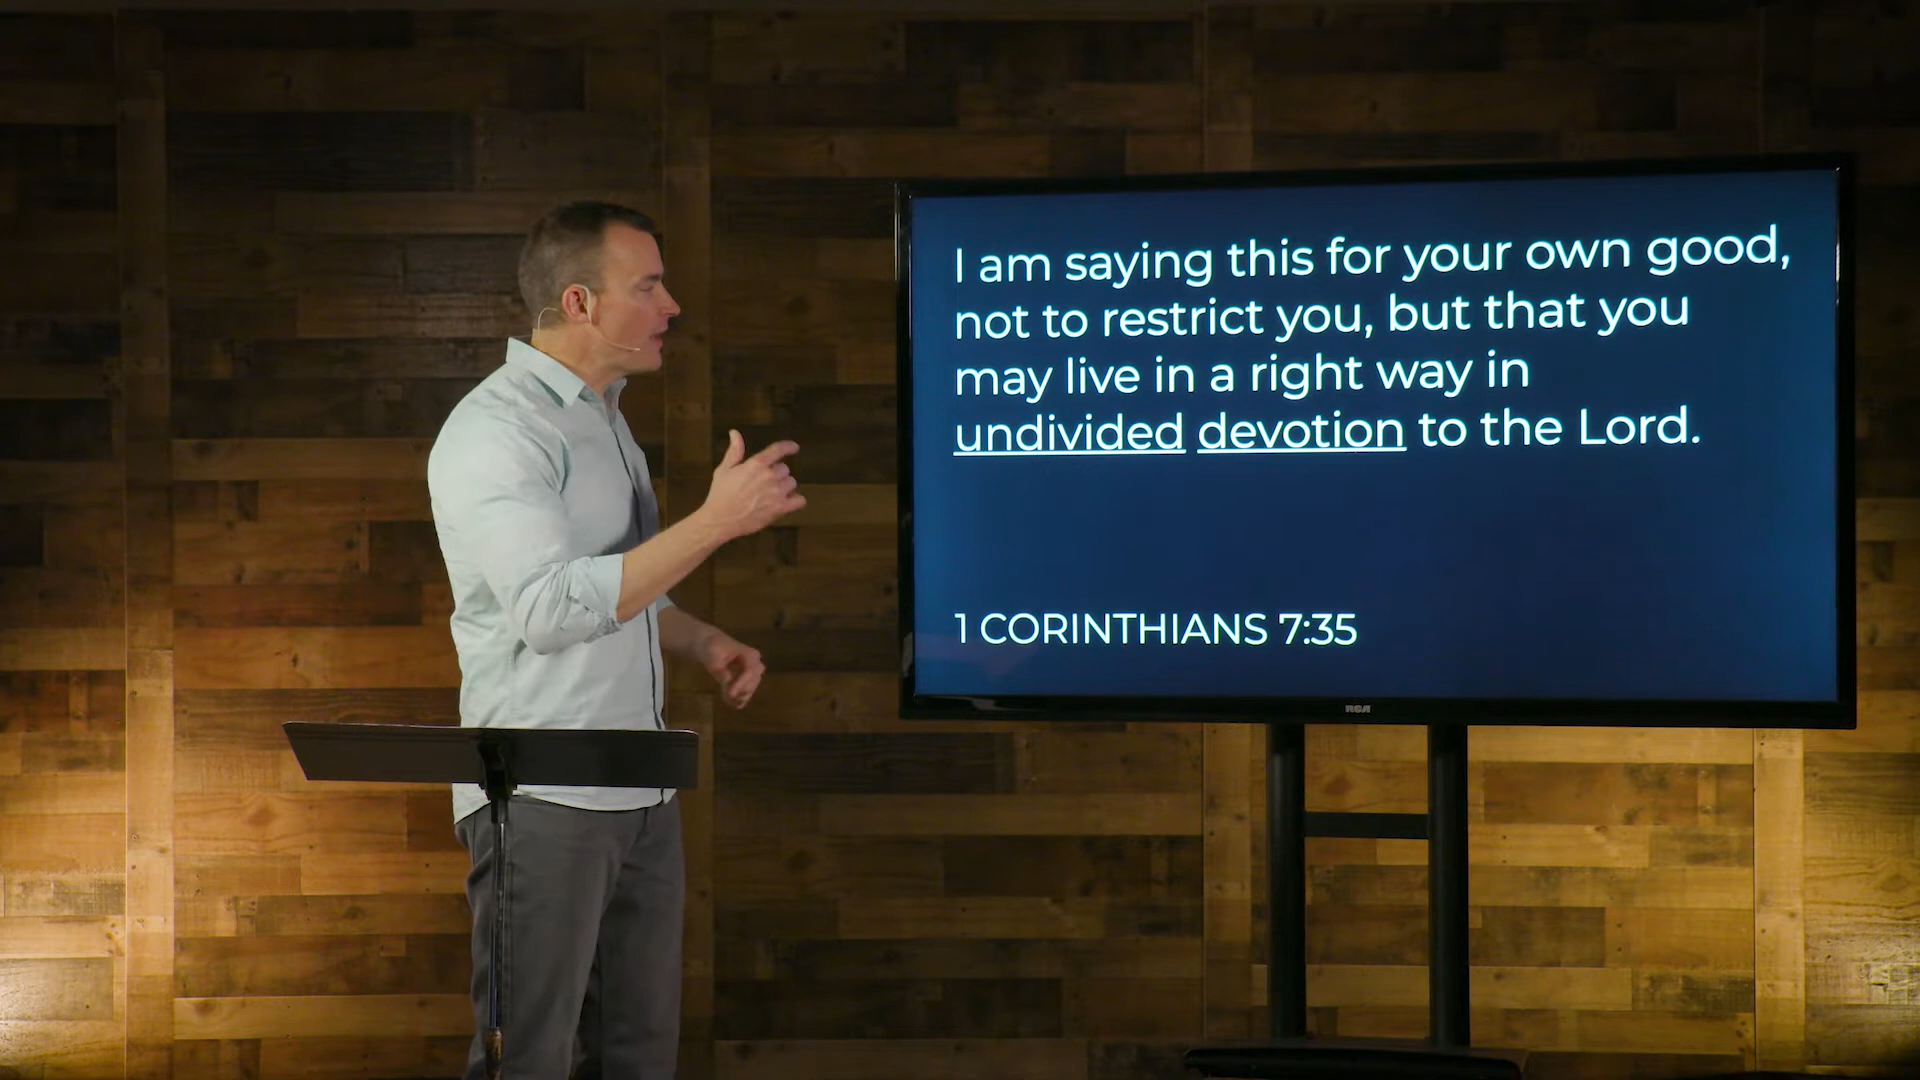 I am saying this for your own good,
not to restrict you, but that you
may live in a right way in
undivided devotion to the Lord.
1 CORINTHIANS 7:35
RCA